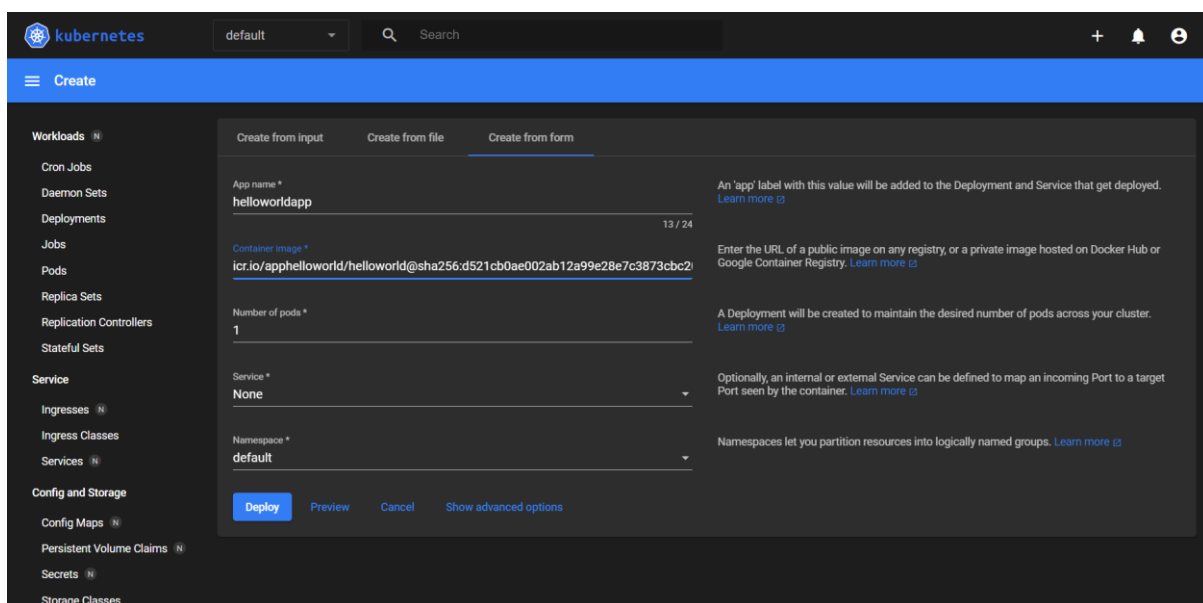 kubernetes
default
Search
Create
Workloads N
Cron Jobs
Daemon Sets
Deployments
Jobs
Pods
Replica Sets
Replication Controllers
Stateful Sets
Service
Ingresses N
Ingress Classes
Services N
Config and Storage
Config Maps N
Persistent Volume Claims N
Secrets N
Storage Classes
Create from input
Create from file
Create from form
App name *
helloworldapp
13 / 24
An 'app' label with this value will be added to the Deployment and Service that get deployed.
Learn more
Container image *
icr.io/apphelloworld/helloworld@sha256:d521cb0ae002ab12a99e28e7c3873cbc2
Enter the URL of a public image on any registry, or a private image hosted on Docker Hub or
Google Container Registry. Learn more
Number of pods *
1
A Deployment will be created to maintain the desired number of pods across your cluster.
Learn more
Service *
None
Optionally, an internal or external Service can be defined to map an incoming Port to a target
Port seen by the container. Learn more
Namespace *
default
Namespaces let you partition resources into logically named groups. Learn more
Deploy
Preview
Cancel
Show advanced options